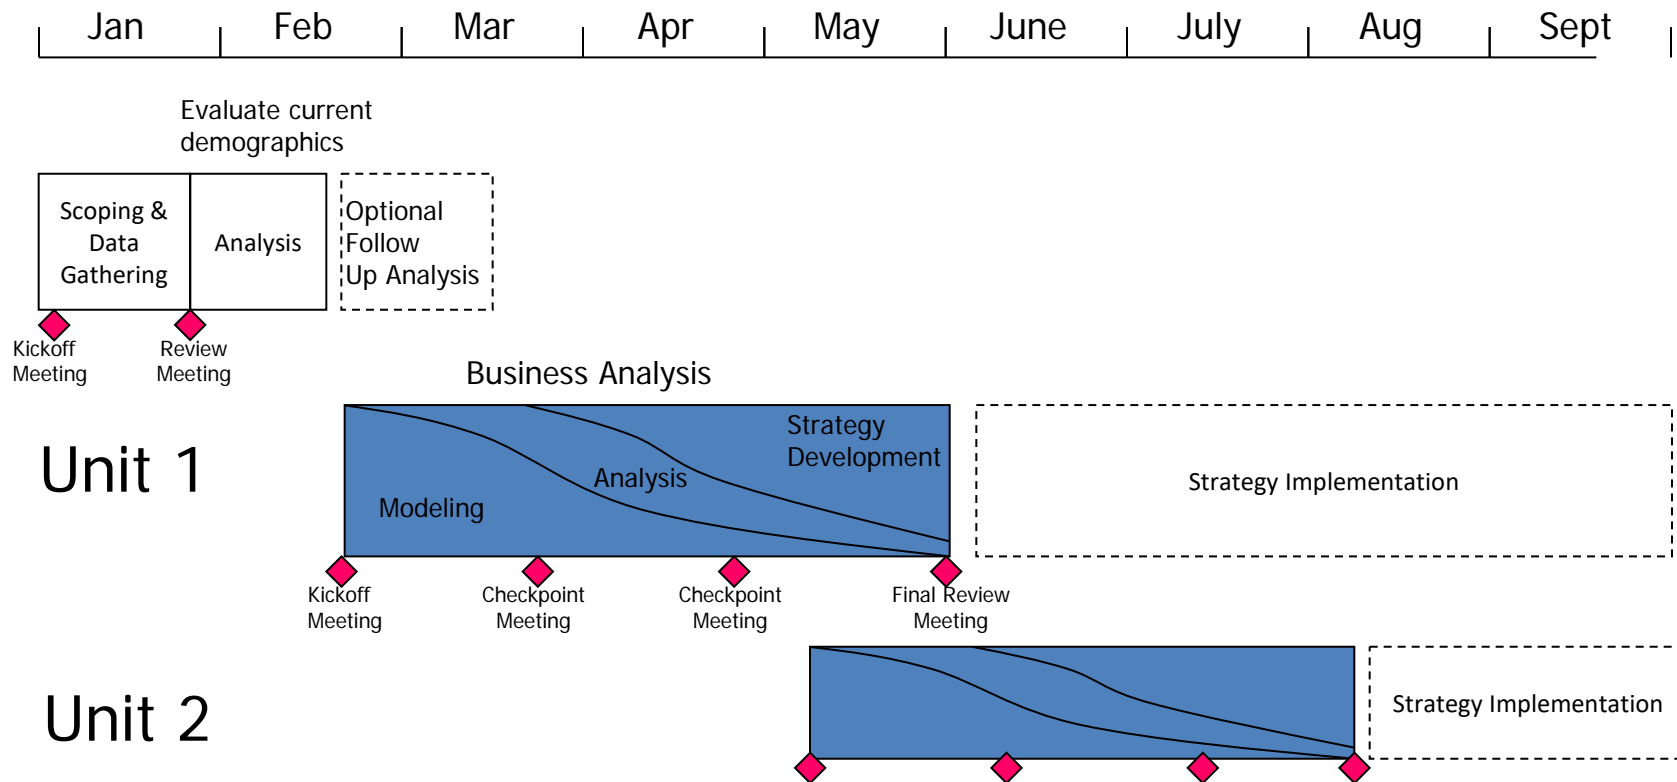 Jan Feb Mar Apr May June July Aug Sept
Evaluate current
demographics
Scoping &
Data
Gathering
Analysis
Optional
Follow
Up Analysis
Kickoff
Meeting
Review
Meeting
Business Analysis
Unit 1
Modeling
Analysis
Strategy
Development
Strategy Implementation
Kickoff
Meeting
Checkpoint
Meeting
Checkpoint
Meeting
Final Review
Meeting
Unit 2
Strategy Implementation